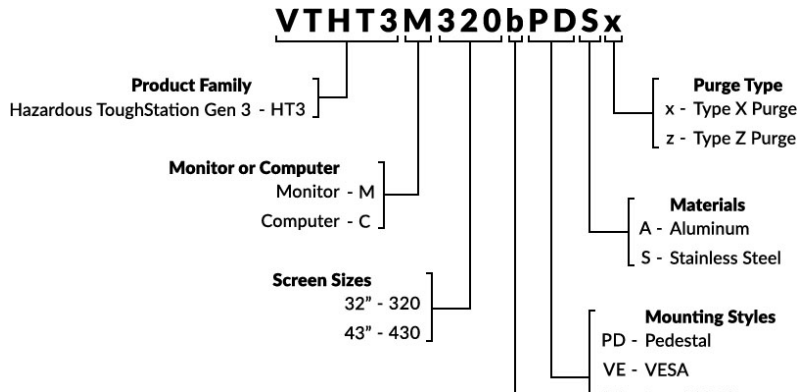 VTHT3M320bPDSx
Product Family
Hazardous ToughStation Gen 3 - HT3
Purge Type
x - Type X Purge
z - Type Z Purge
Monitor or Computer
Monitor - M
Computer - C
Materials
A - Aluminum
S - Stainless Steel
Screen Sizes
32” - 320
43” - 430
Mounting Styles
PD - Pedestal
VE - VESA